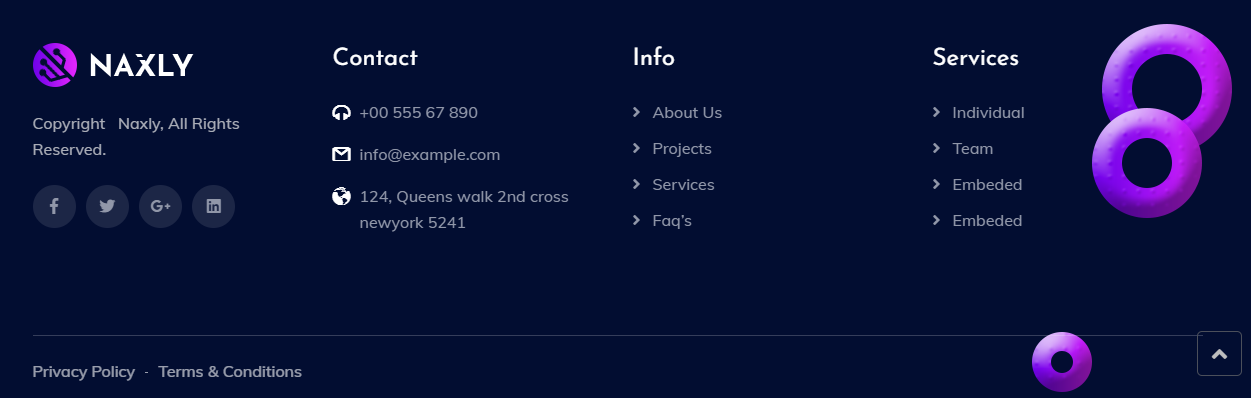 NAXLY
Copyright Naxly, All Rights
Reserved.
Contact
+00 555 67 890
info@example.com
124, Queens walk 2nd cross
newyork 5241
Info
About Us
Projects
Services
Faq's
Services
Individual
Team
Embeded
Embeded
Privacy Policy - Terms & Conditions